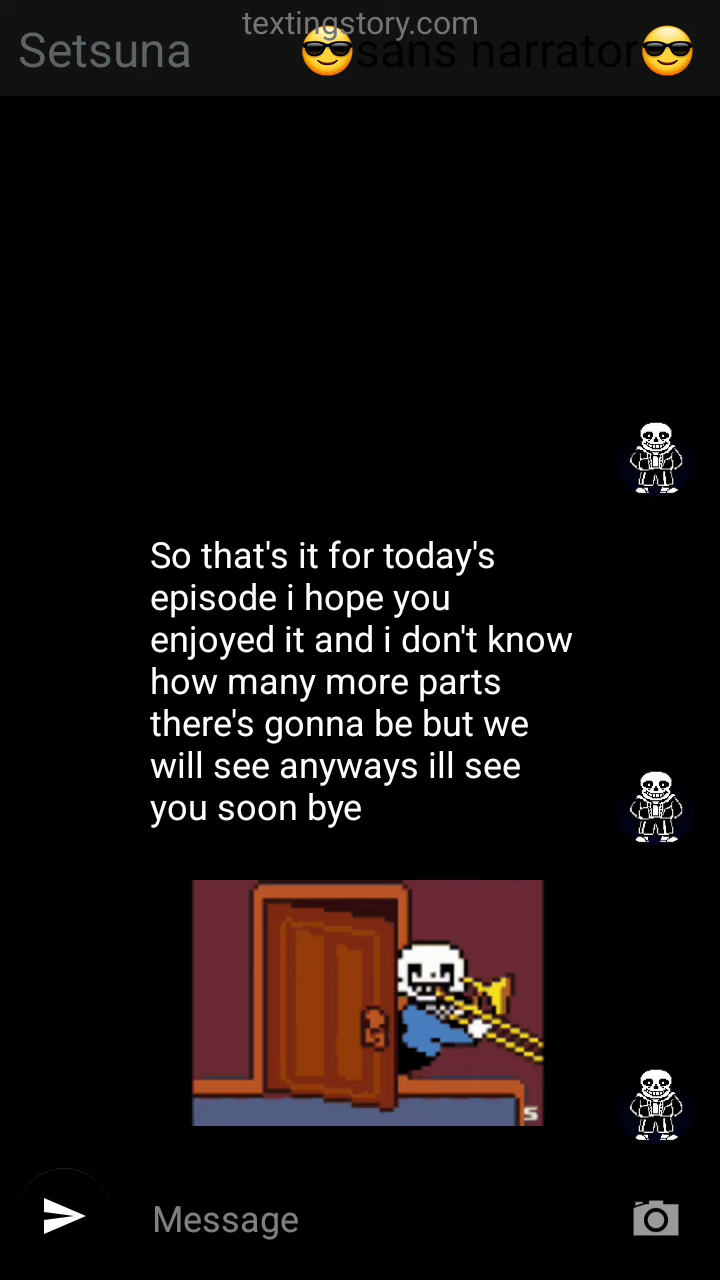 textingstory.com
Setsuna
😎sans narrator😎
So that's it for today's
episode i hope you
enjoyed it and i don't know
how many more parts
there's gonna be but we
will see anyways ill see
you soon bye
S
Message